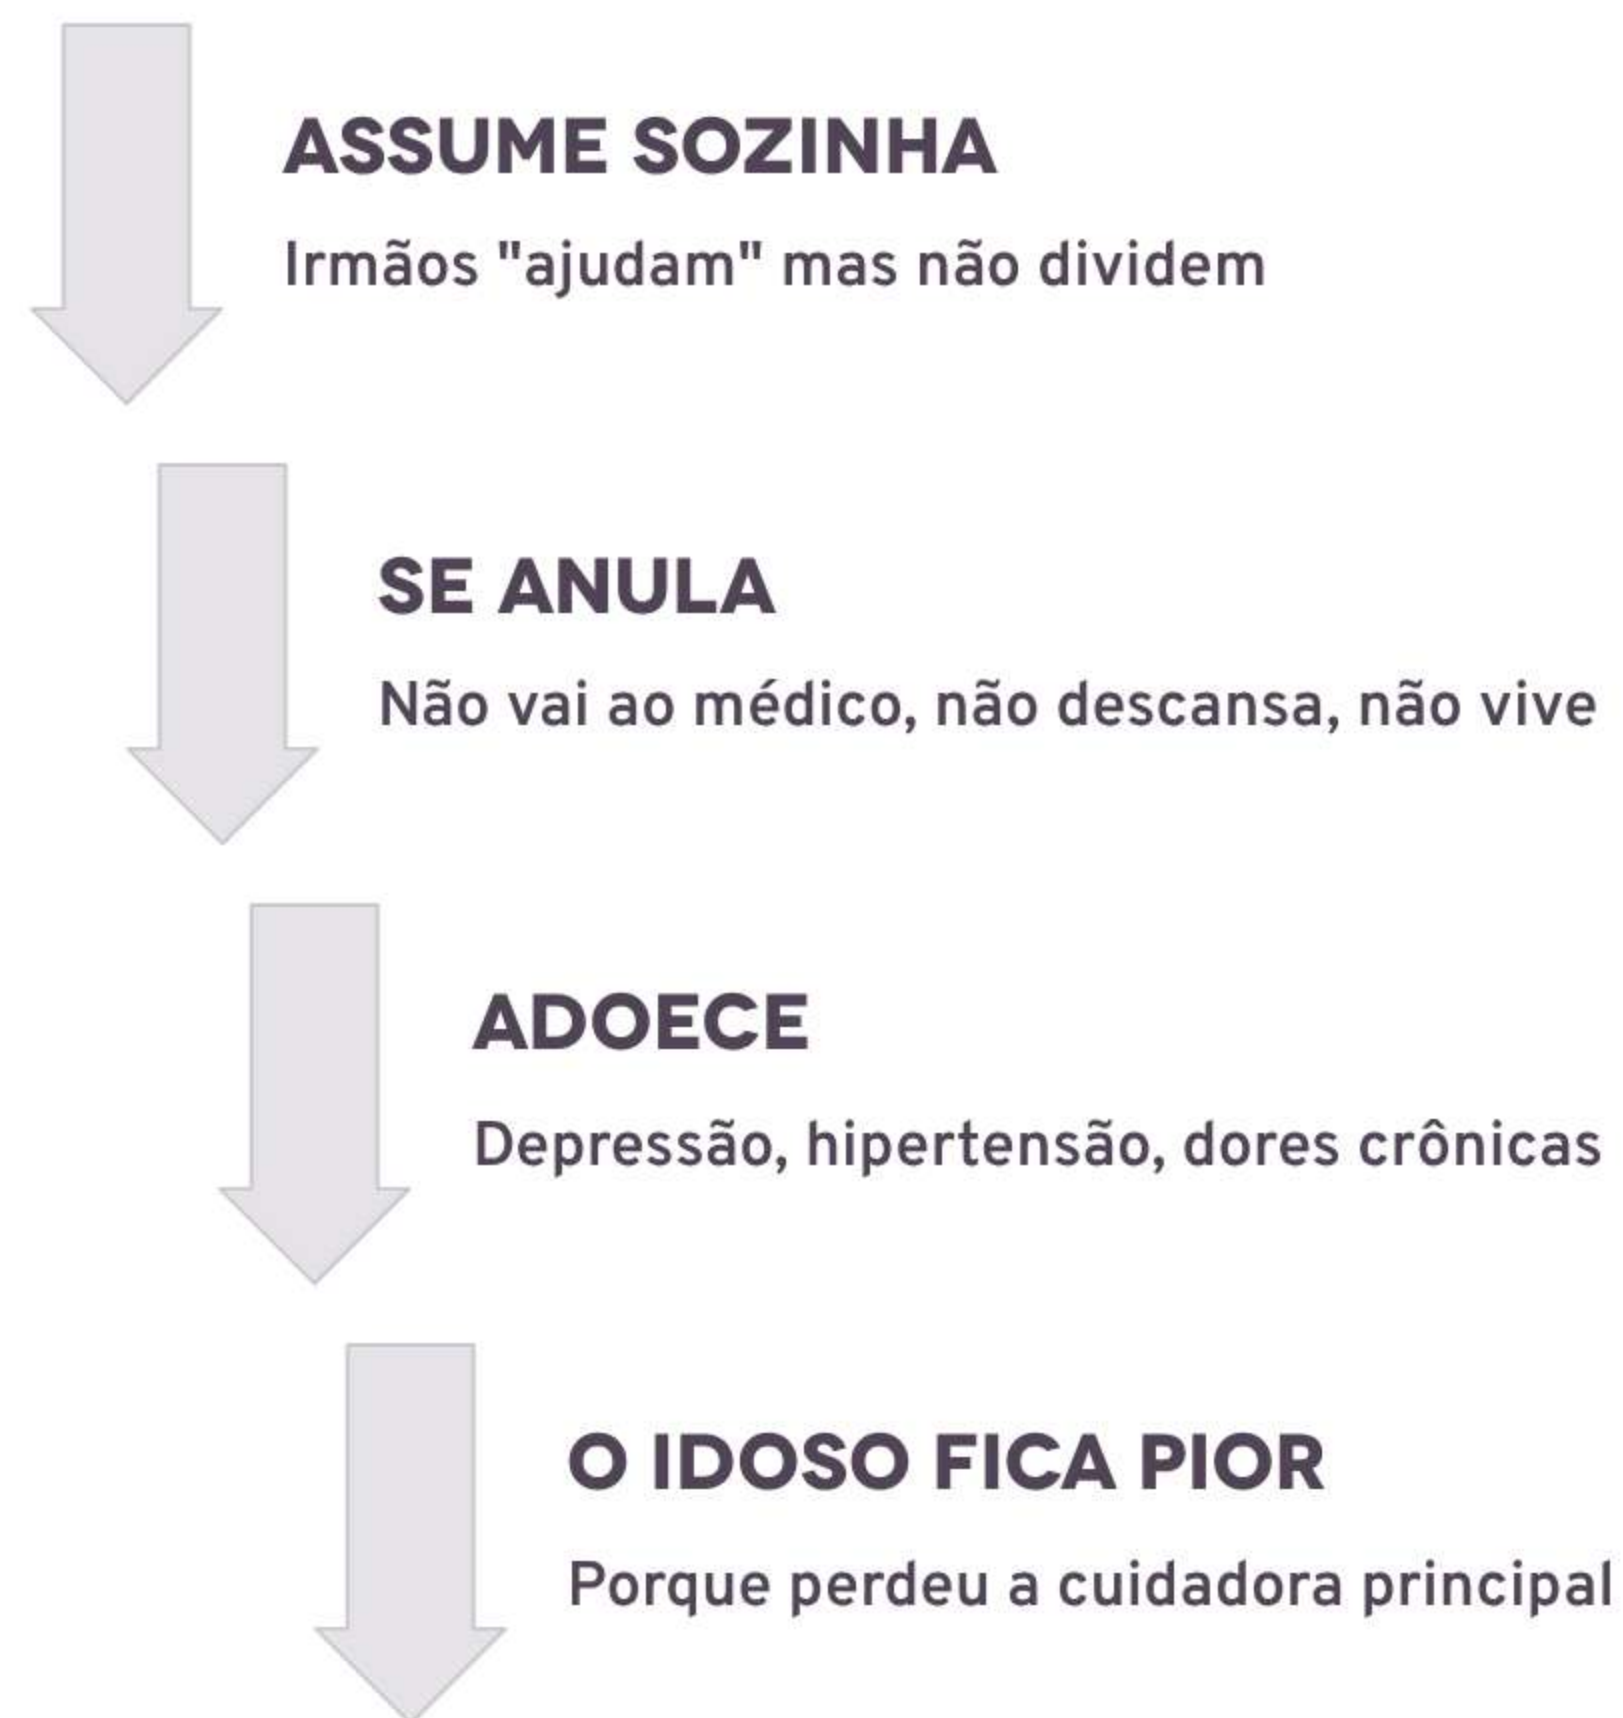 ASSUME SOZINHA
Irmãos "ajudam" mas não dividem
SE ANULA
Não vai ao médico, não descansa, não vive
ADOECE
Depressão, hipertensão, dores crônicas
O IDOSO FICA PIOR
Porque perdeu a cuidadora principal